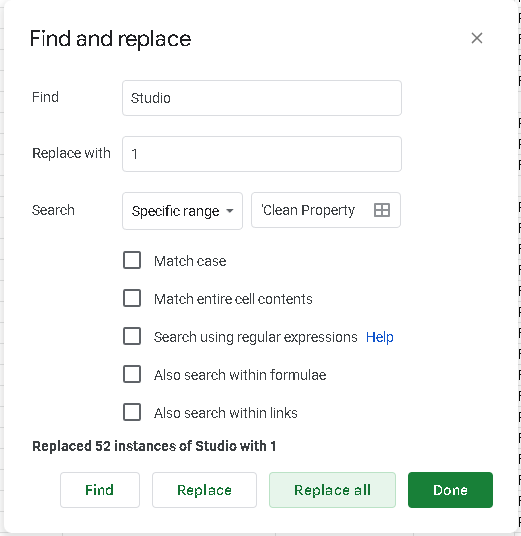 Find and replace
Find
Studio
Replace with
1
Search
Specific range
'Clean Property
Match case
Match entire cell contents
Search using regular expressions Help
Also search within formulae
Also search within links
Replaced 52 instances of Studio with 1
Find
Replace
Replace all
Done